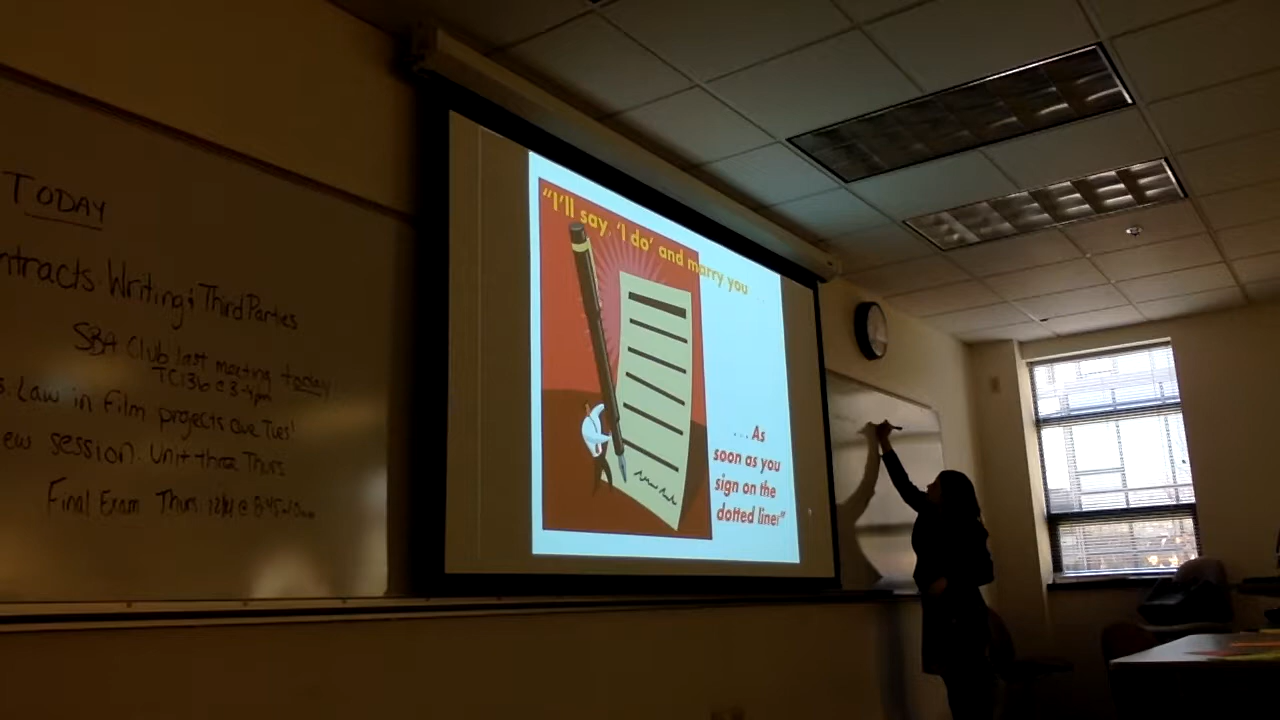 TODAY
ntracts. Writing & Third Parties
SBA Club last meeting today
TC136 @ 3-4pm
s. Law in Film projects due Tues!
ew session. Unit three Thurs
Final Exam Thurs. @
"I'll say, 'I do' and marry you
... As
soon as you
sign on the
dotted line!"